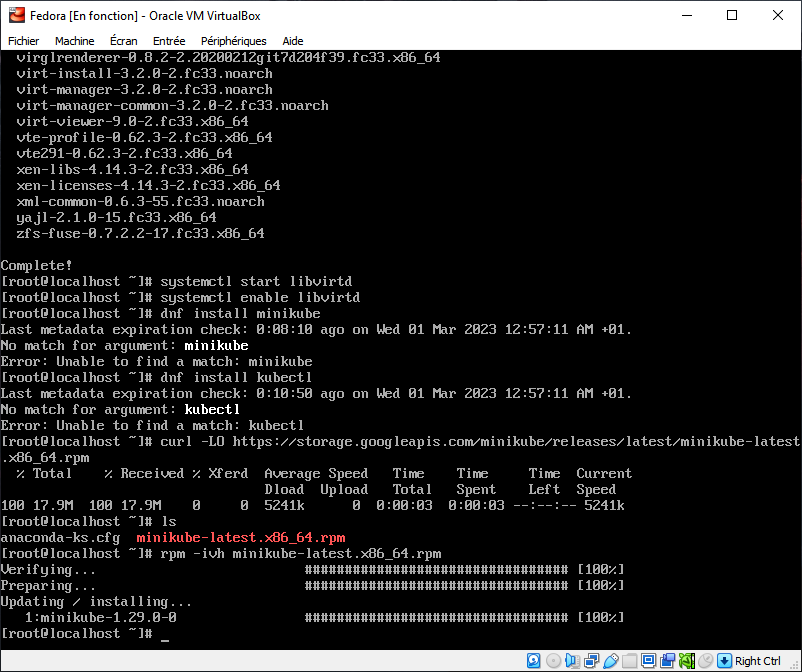 Fedora [En fonction] - Oracle VM VirtualBox
Fichier Machine Écran Entrée Périphériques Aide
virglrenderer-0.8.2-2.20200212git7d204f39.fc33.x86_64
virt-install-3.2.0-2.fc33.noarch
virt-manager-3.2.0-2.fc33.noarch
virt-manager-common-3.2.0-2.fc33.noarch
virt-viewer-9.0-2.fc33.x86_64
vte-profile-0.62.3-2.fc33.x86_64
vte291-0.62.3-2.fc33.x86_64
xen-libs-4.14.3-2.fc33.x86_64
xen-licenses-4.14.3-2.fc33.x86_64
xml-common-0.6.3-55.fc33.noarch
yajl-2.1.0-15.fc33.x86_64
zfs-fuse-0.7.2.2-17.fc33.x86_64
Complete!
[root@localhost ~]# systemctl start libvirtd
[root@localhost ~]# systemctl enable libvirtd
[root@localhost ~]# dnf install minikube
Last metadata expiration check: 0:08:10 ago on Wed 01 Mar 2023 12:57:11 AM +01.
No match for argument: minikube
Error: Unable to find a match: minikube
[root@localhost ~]# dnf install kubectl
Last metadata expiration check: 0:10:50 ago on Wed 01 Mar 2023 12:57:11 AM +01.
No match for argument: kubectl
Error: Unable to find a match: kubectl
[root@localhost ~]# curl -LO https://storage.googleapis.com/minikube/releases/latest/minikube-latest
.x86_64.rpm
% Total % Received % Xferd Average Speed Time Time Time Current
Dload Upload Total Spent Left Speed
100 17.9M 100 17.9M 0 0 5241k 0 0:00:03 0:00:03 --:--:-- 5241k
[root@localhost ~]# ls
anaconda-ks.cfg minikube-latest.x86_64.rpm
[root@localhost ~]# rpm -ivh minikube-latest.x86_64.rpm
Verifying... ################################# [100%]
Preparing... ################################# [100%]
Updating / installing...
1:minikube-1.29.0-0 ################################# [100%]
[root@localhost ~]# _
Right Ctrl